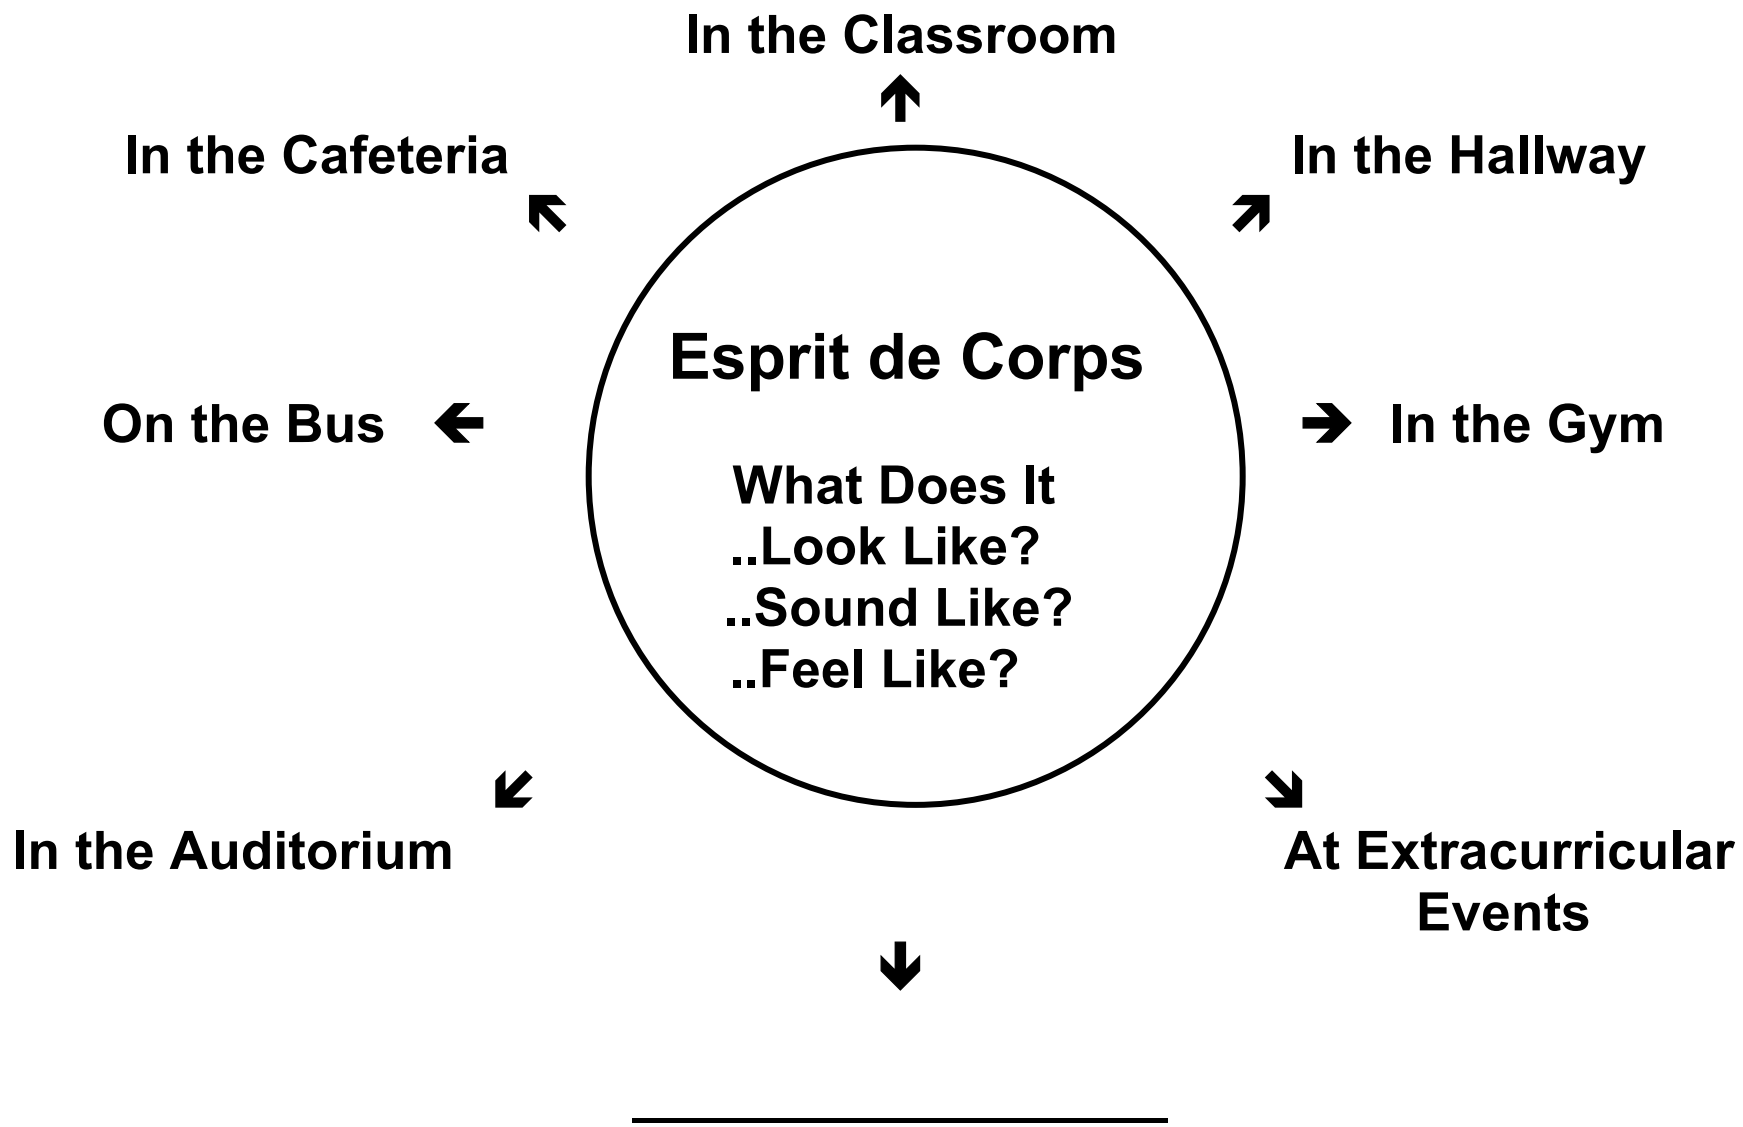 In the Classroom
In the Cafeteria
In the Hallway
Esprit de Corps
On the Bus
In the Gym
What Does It
..Look Like?
..Sound Like?
..Feel Like?
In the Auditorium
At Extracurricular
Events